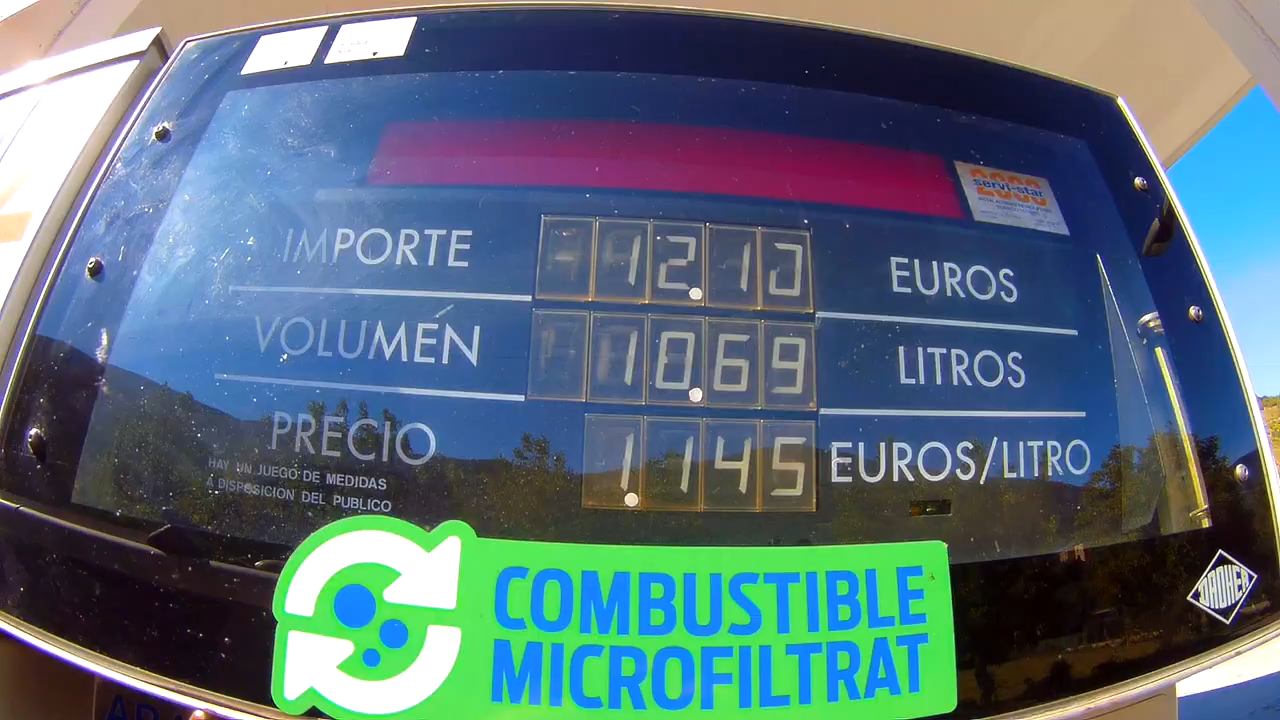 2000
servi-star
IMPORTE 12.10 EUROS
VOLUMÉN 10.69 LITROS
PRECIO 1.145 EUROS/LITRO
HAY UN JUEGO DE MEDIDAS
A DISPOSICION DEL PUBLICO
COMBUSTIBLE
MICROFILTRAT